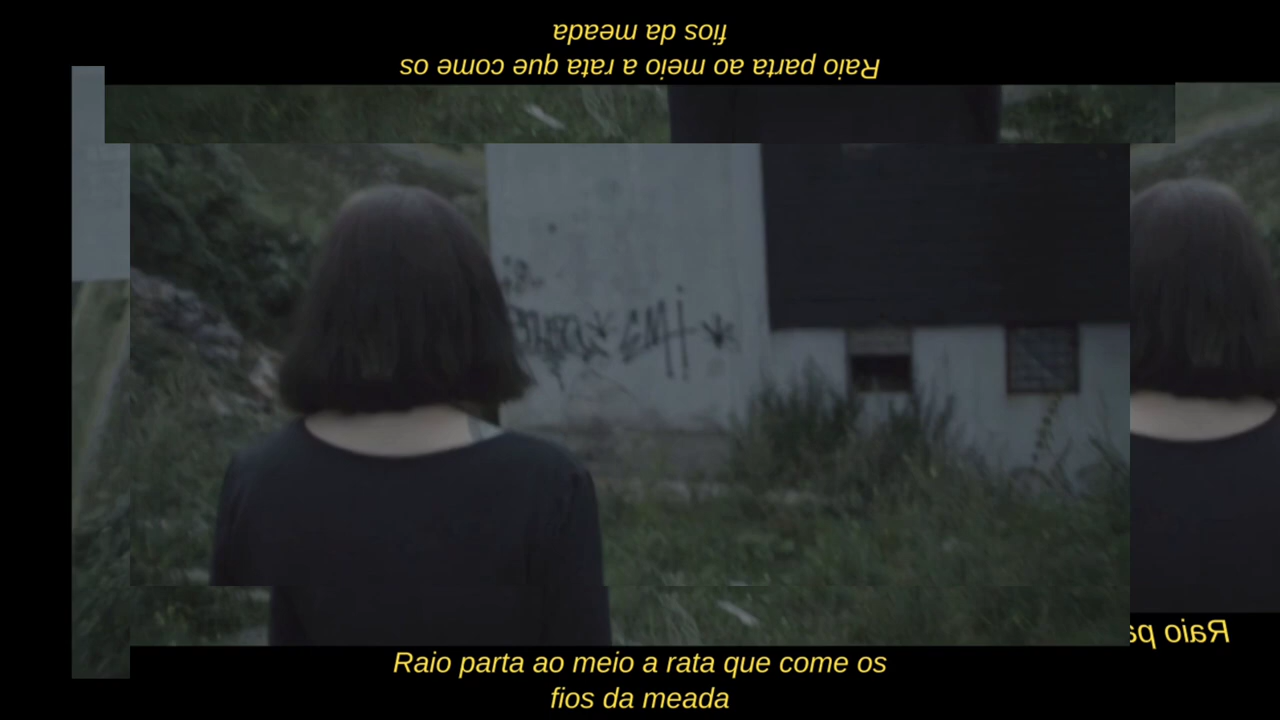 fios da meada
Raio parta ao meio a rata que come os
Raio pa
Raio parta ao meio a rata que come os
fios da meada